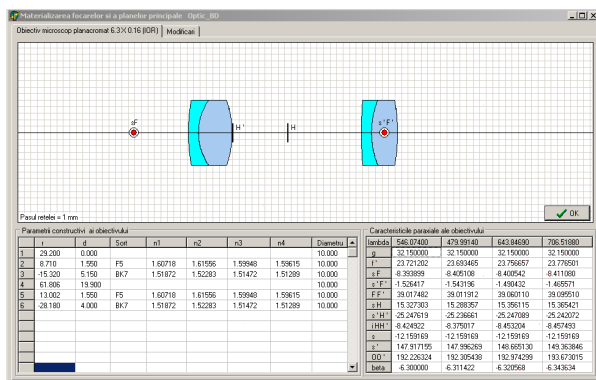 Materializarea focarelor si a planelor principale Optic_BD
Obiectiv microscop planacromat 6.3X 0.16 (IOR) Modificari
sF H ' H s ' F '
Pasul retelei = 1 mm
OK
Parametrii constructivi ai obiectivului
r d Sort n1 n2 n3 n4 Diametru
1 29.200 0.000 10.000
2 8.710 1.550 F5 1.60718 1.61556 1.59948 1.59615 10.000
3 -15.320 5.150 BK7 1.51872 1.52283 1.51472 1.51289 10.000
4 61.806 19.900 10.000
5 13.002 1.550 F5 1.60718 1.61556 1.59948 1.59615 10.000
6 -28.180 4.000 BK7 1.51872 1.52283 1.51472 1.51289 10.000
Caracteristicile paraxiale ale obiectivului
lambda 546.07400 479.99140 643.84690 706.51880
g 32.150000 32.150000 32.150000 32.150000
f ' 23.721202 23.693465 23.756657 23.776501
s F -8.393899 -8.405108 -8.400542 -8.411080
s ' F ' -1.526417 -1.543196 -1.490432 -1.465571
F F ' 39.017482 39.011912 39.060110 39.095510
s H 15.327303 15.288357 15.356115 15.365421
s ' H ' -25.247619 -25.236661 -25.247089 -25.242072
iHH ' -8.424922 -8.375017 -8.453204 -8.457493
s -12.159169 -12.159169 -12.159169 -12.159169
s ' 147.917155 147.996269 148.665130 149.363846
OO ' 192.226324 192.305438 192.974299 193.673015
beta -6.300000 -6.311422 -6.320568 -6.343634